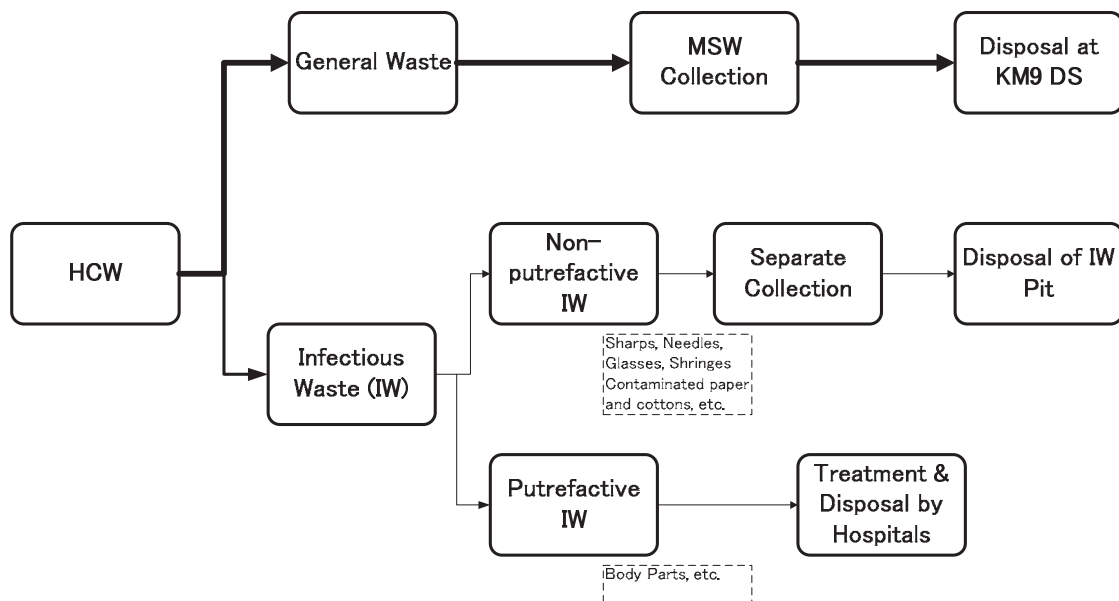 General Waste
MSW
Collection
Disposal at
KM9 DS
HCW
Non-
putrefactive
IW
Separate
Collection
Disposal of IW
Pit
Infectious
Waste (IW)
Sharps, Needles,
Glasses, Shringes
Contaminated paper
and cottons, etc.
Putrefactive
IW
Treatment &
Disposal by
Hospitals
Body Parts, etc.